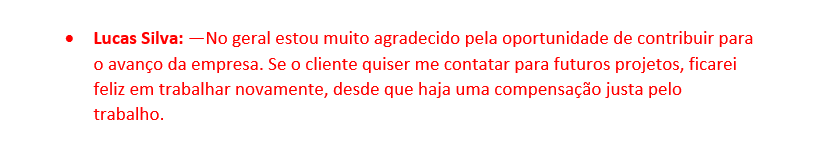 • Lucas Silva: —No geral estou muito agradecido pela oportunidade de contribuir para
o avanço da empresa. Se o cliente quiser me contatar para futuros projetos, ficarei
feliz em trabalhar novamente, desde que haja uma compensação justa pelo
trabalho.